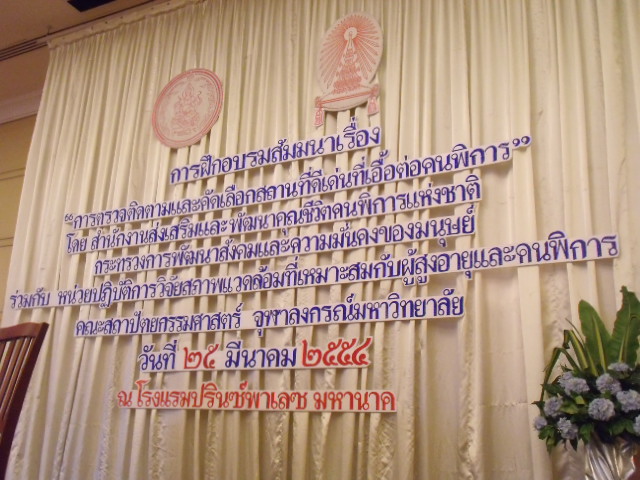 การฝึกอบรมสัมมนาเรื่อง
“การตรวจติดตามและคัดเลือกสถานที่ดีเด่นที่เอื้อต่อคนพิการ”
โดย สำนักงานส่งเสริมและพัฒนาคุณชีวิตคนพิการแห่งชาติ
กระทรวงการพัฒนาสังคมและความมั่นคงของมนุษย์
ร่วมกับ หน่วยปฏิบัติการวิจัยสภาพแวดล้อมที่เหมาะสมกับผู้สูงอายุและคนพิการ
คณะสถาปัตยกรรมศาสตร์ จุฬาลงกรณ์มหาวิทยาลัย
วันที่ ๒๕ มีนาคม ๒๕๕๔
ณ โรงแรมปรินซ์พาเลซ มหานาค